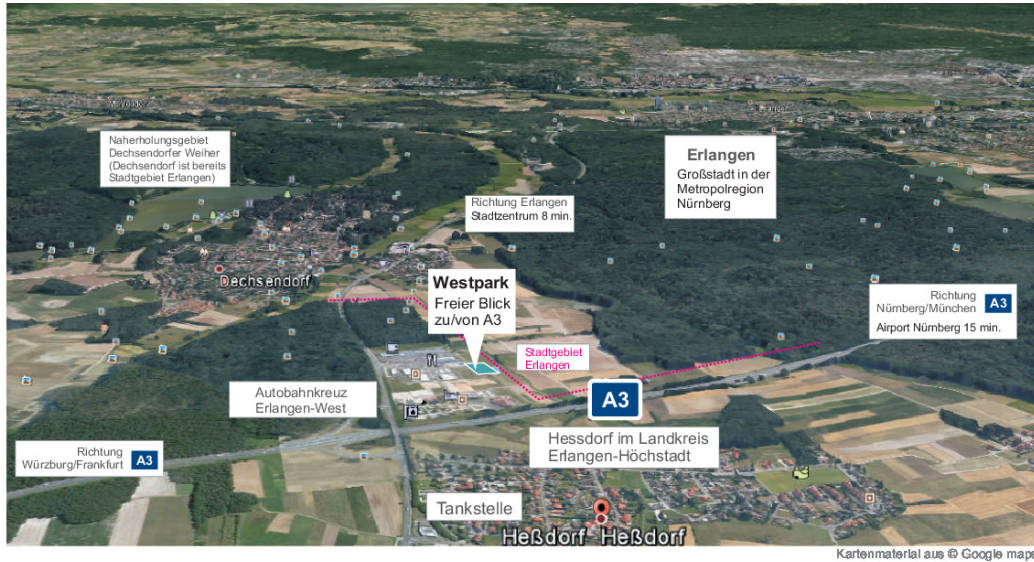 Erlangen
Naherholungsgebiet
Dechsendorfer Weiher
(Dechsendorf ist bereits
Stadtgebiet Erlangen)
Erlangen
Großstadt in der
Metropolregion
Nürnberg
Richtung Erlangen
Stadtzentrum 8 min.
Dechsendorf
Westpark
Freier Blick
zu/von A3
Richtung
Nürnberg/München
A3
Airport Nürnberg 15 min.
Stadtgebiet
Erlangen
Autobahnkreuz
Erlangen-West
A3
Hessdorf im Landkreis
Erlangen-Höchstadt
Richtung
Würzburg/Frankfurt
A3
Tankstelle
Heßdorf Heßdorf
Kartenmaterial aus © Google maps